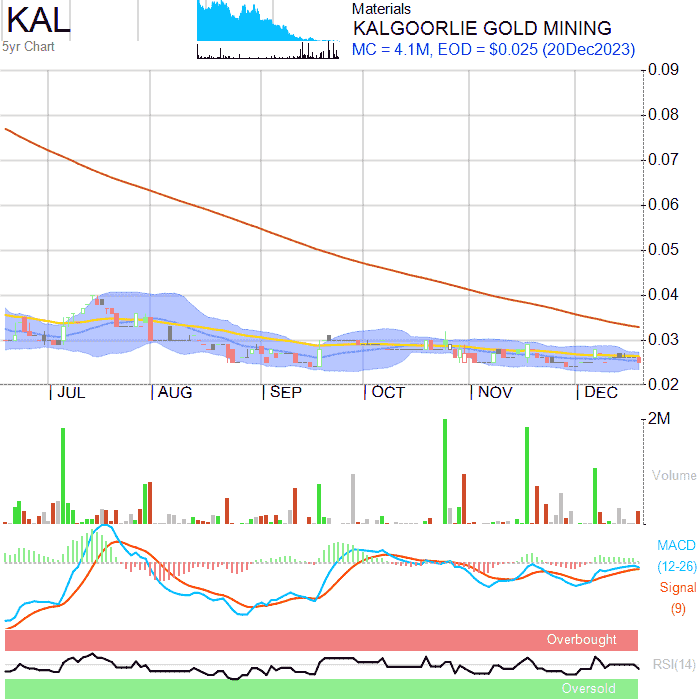 KAL
5yr Chart
Materials
KALGOORLIE GOLD MINING
MC = 4.1M, EOD = $0.025 (20Dec2023)
0.09
0.08
0.07
0.06
0.05
0.04
0.03
0.02
JUL AUG SEP OCT NOV DEC
2M
Volume
MACD
(12-26)
Signal
(9)
Overbought
RSI(14)
Oversold